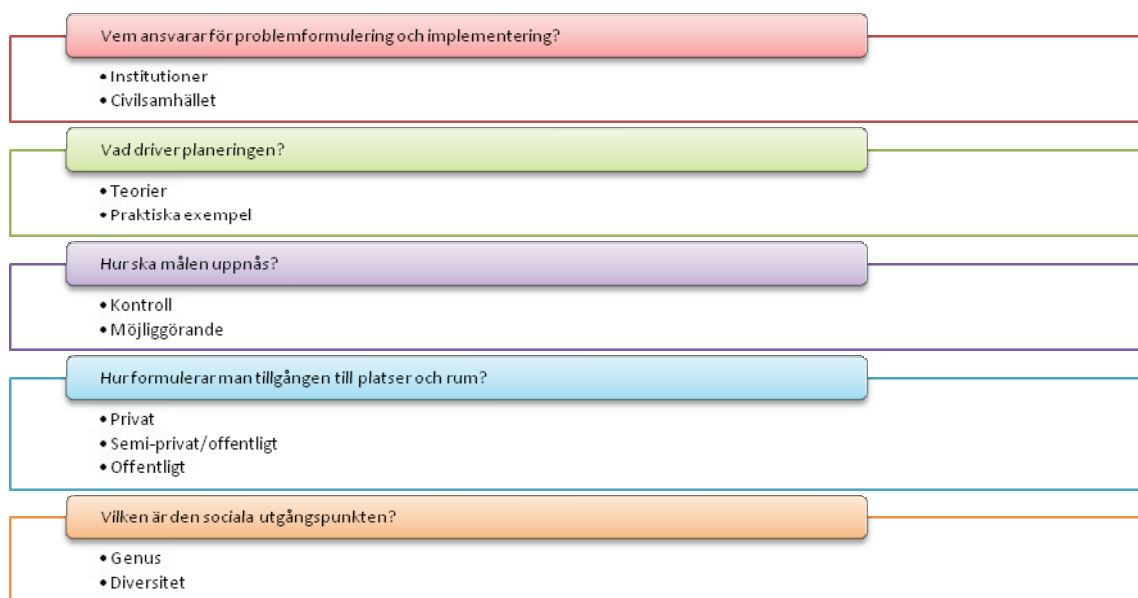 Vem ansvarar för problemformulering och implementering?
• Institutioner
• Civilsamhället
Vad driver planeringen?
• Teorier
• Praktiska exempel
Hur ska målen uppnås?
• Kontroll
• Möjliggörande
Hur formulerar man tillgången till platser och rum?
• Privat
• Semi-privat/offentligt
• Offentligt
Vilken är den sociala utgångspunkten?
• Genus
• Diversitet